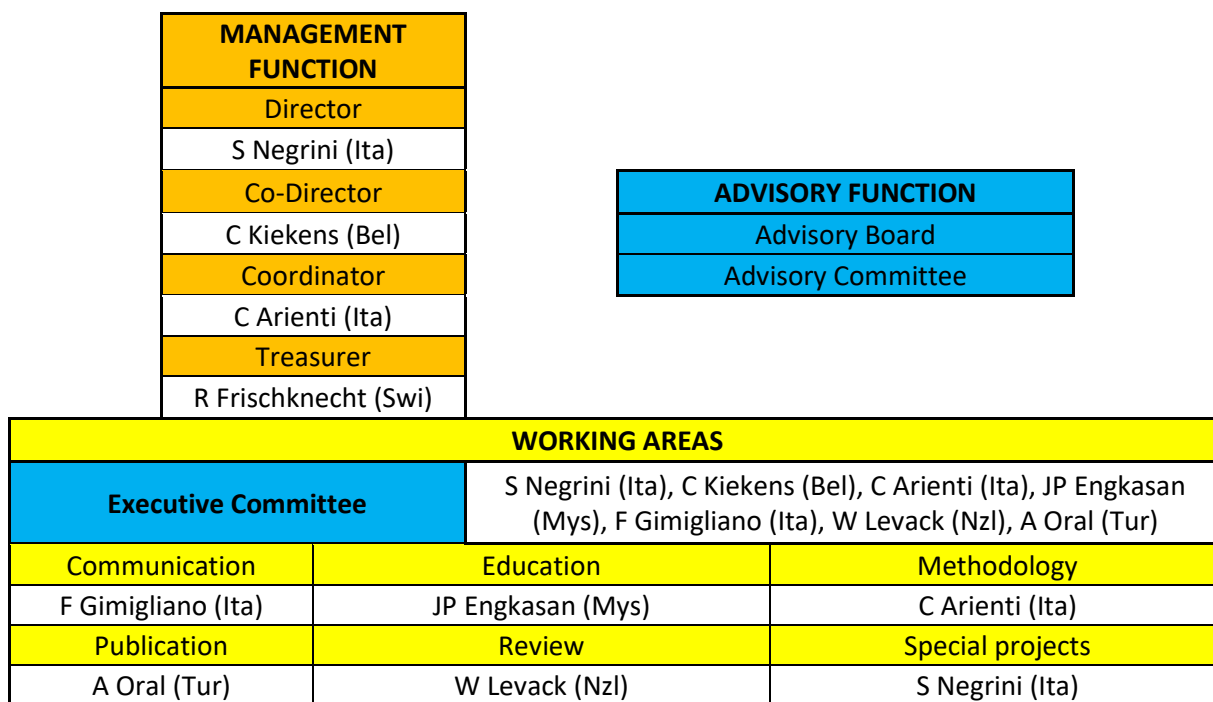 MANAGEMENT
FUNCTION
Director
S Negrini (Ita)
Co-Director
C Kiekens (Bel)
Coordinator
C Arienti (Ita)
Treasurer
R Frischknecht (Swi)
ADVISORY FUNCTION
Advisory Board
Advisory Committee
WORKING AREAS
Executive Committee
S Negrini (Ita), C Kiekens (Bel), C Arienti (Ita), JP Engkasan
(Mys), F Gimigliano (Ita), W Levack (Nzl), A Oral (Tur)
Communication
Education
Methodology
F Gimigliano (Ita)
JP Engkasan (Mys)
C Arienti (Ita)
Publication
Review
Special projects
A Oral (Tur)
W Levack (Nzl)
S Negrini (Ita)